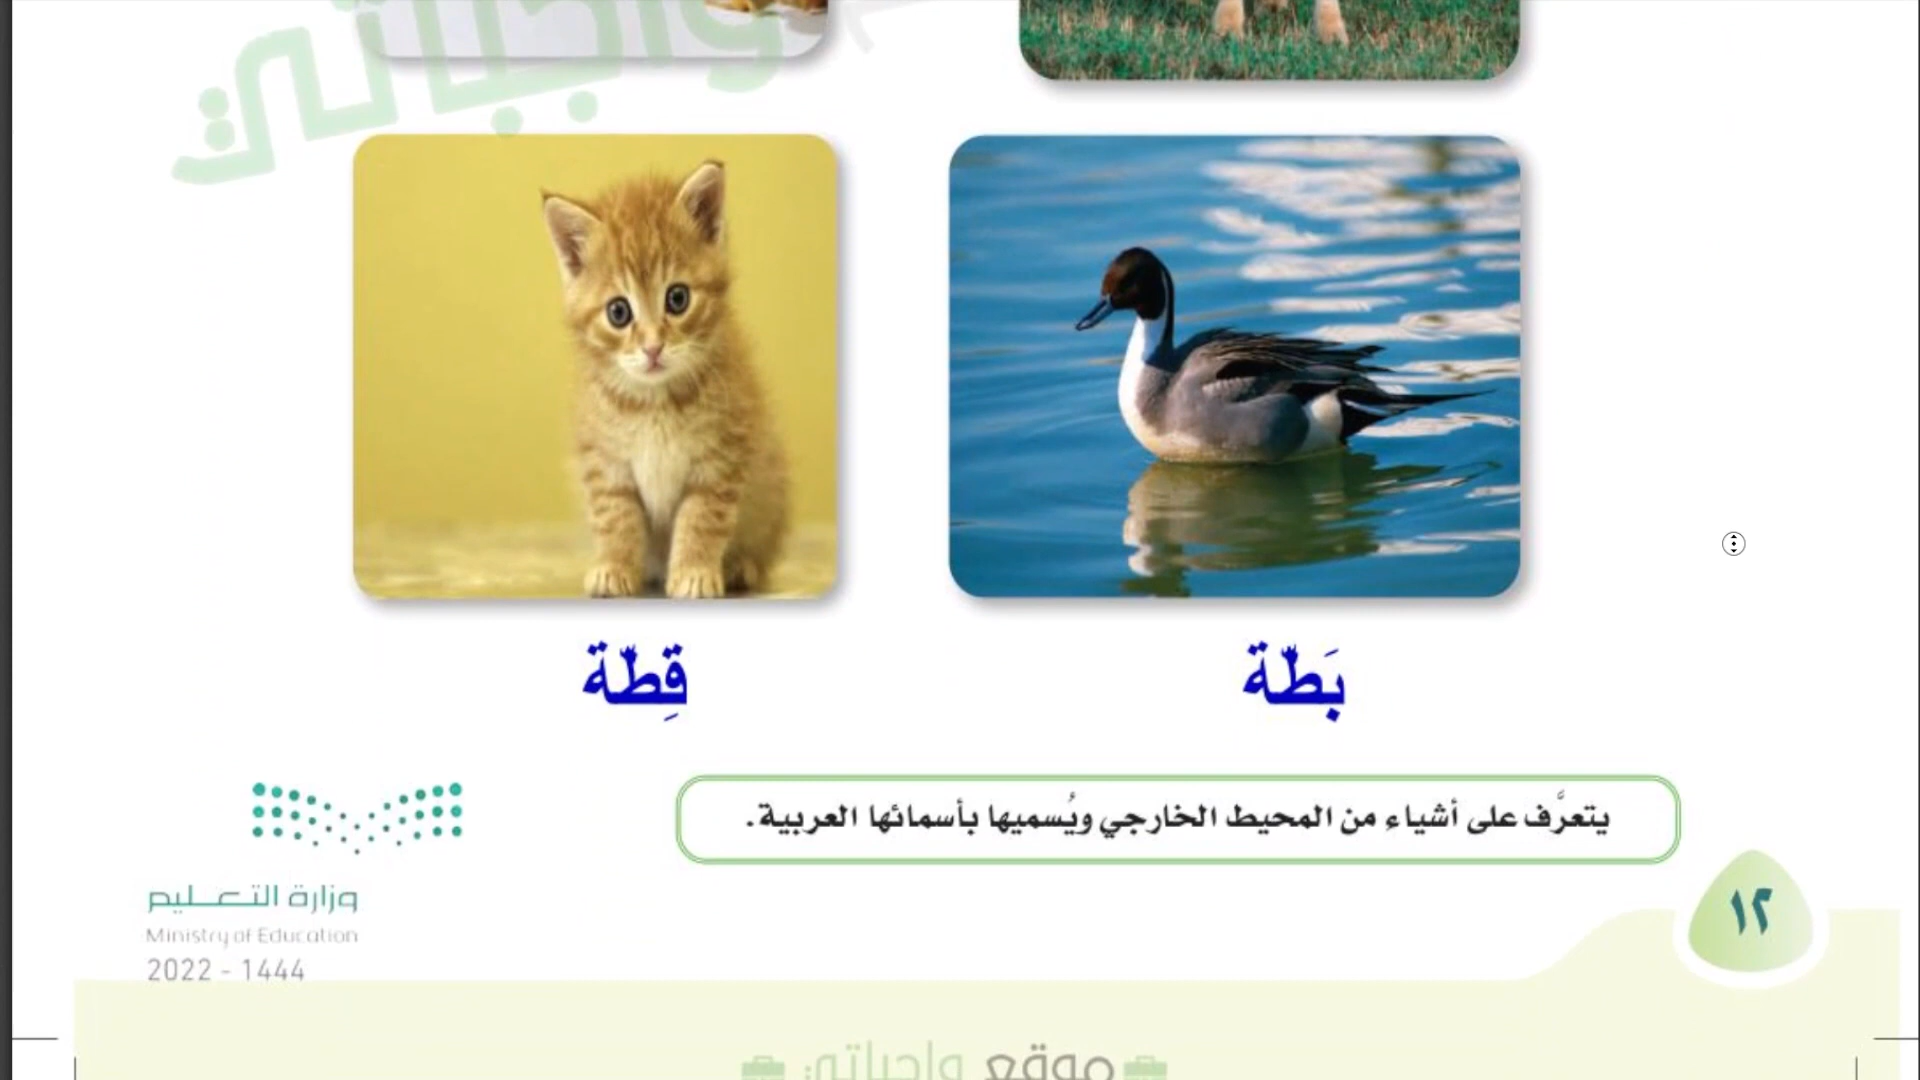 واجباتي
بَطّة
قِطّة
يتعرَّف على أشياء من المحيط الخارجي ويُسميها بأسمائها العربية.
١٢
وزارة التعليم
Ministry of Education
2022 - 1444
موقع واجباتي